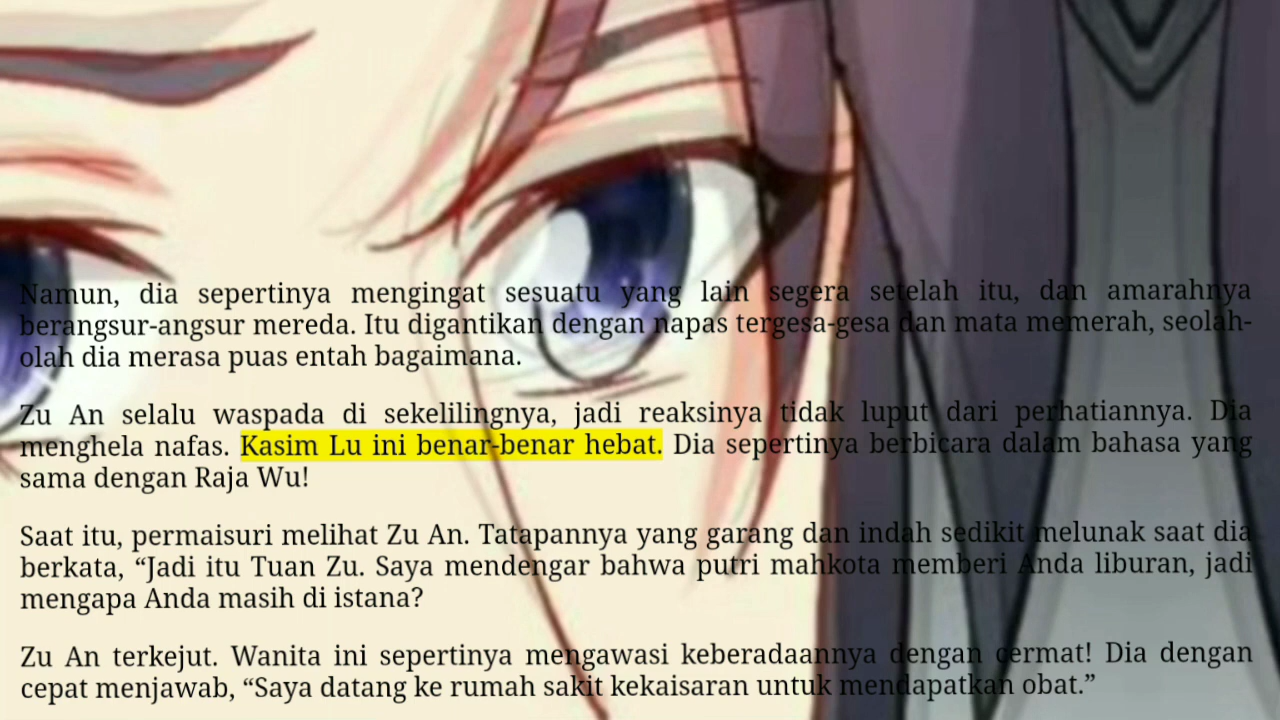 Namun, dia sepertinya mengingat sesuatu yang lain segera setelah itu, dan amarahnya
berangsur-angsur mereda. Itu digantikan dengan napas tergesa-gesa dan mata memerah, seolah-
olah dia merasa puas entah bagaimana.
Zu An selalu waspada di sekelilingnya, jadi reaksinya tidak luput dari perhatiannya. Dia
menghela nafas. Kasim Lu ini benar-benar hebat. Dia sepertinya berbicara dalam bahasa yang
sama dengan Raja Wu!
Saat itu, permaisuri melihat Zu An. Tatapannya yang garang dan indah sedikit melunak saat dia
berkata, “Jadi itu Tuan Zu. Saya mendengar bahwa putri mahkota memberi Anda liburan, jadi
mengapa Anda masih di istana?
Zu An terkejut. Wanita ini sepertinya mengawasi keberadaannya dengan cermat! Dia dengan
cepat menjawab, “Saya datang ke rumah sakit kekaisaran untuk mendapatkan obat.”